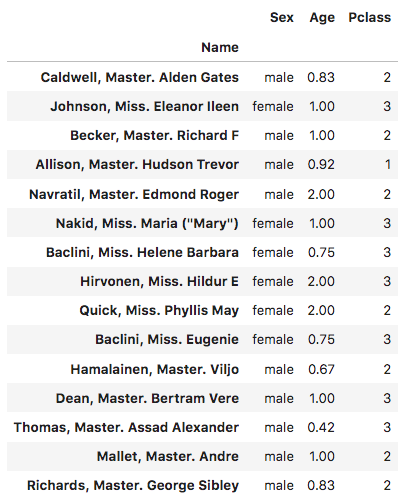 Sex Age Pclass
Name
Caldwell, Master. Alden Gates male 0.83 2
Johnson, Miss. Eleanor Ileen female 1.00 3
Becker, Master. Richard F male 1.00 2
Allison, Master. Hudson Trevor male 0.92 1
Navratil, Master. Edmond Roger male 2.00 2
Nakid, Miss. Maria ("Mary") female 1.00 3
Baclini, Miss. Helene Barbara female 0.75 3
Hirvonen, Miss. Hildur E female 2.00 3
Quick, Miss. Phyllis May female 2.00 2
Baclini, Miss. Eugenie female 0.75 3
Hamalainen, Master. Viljo male 0.67 2
Dean, Master. Bertram Vere male 1.00 3
Thomas, Master. Assad Alexander male 0.42 3
Mallet, Master. Andre male 1.00 2
Richards, Master. George Sibley male 0.83 2